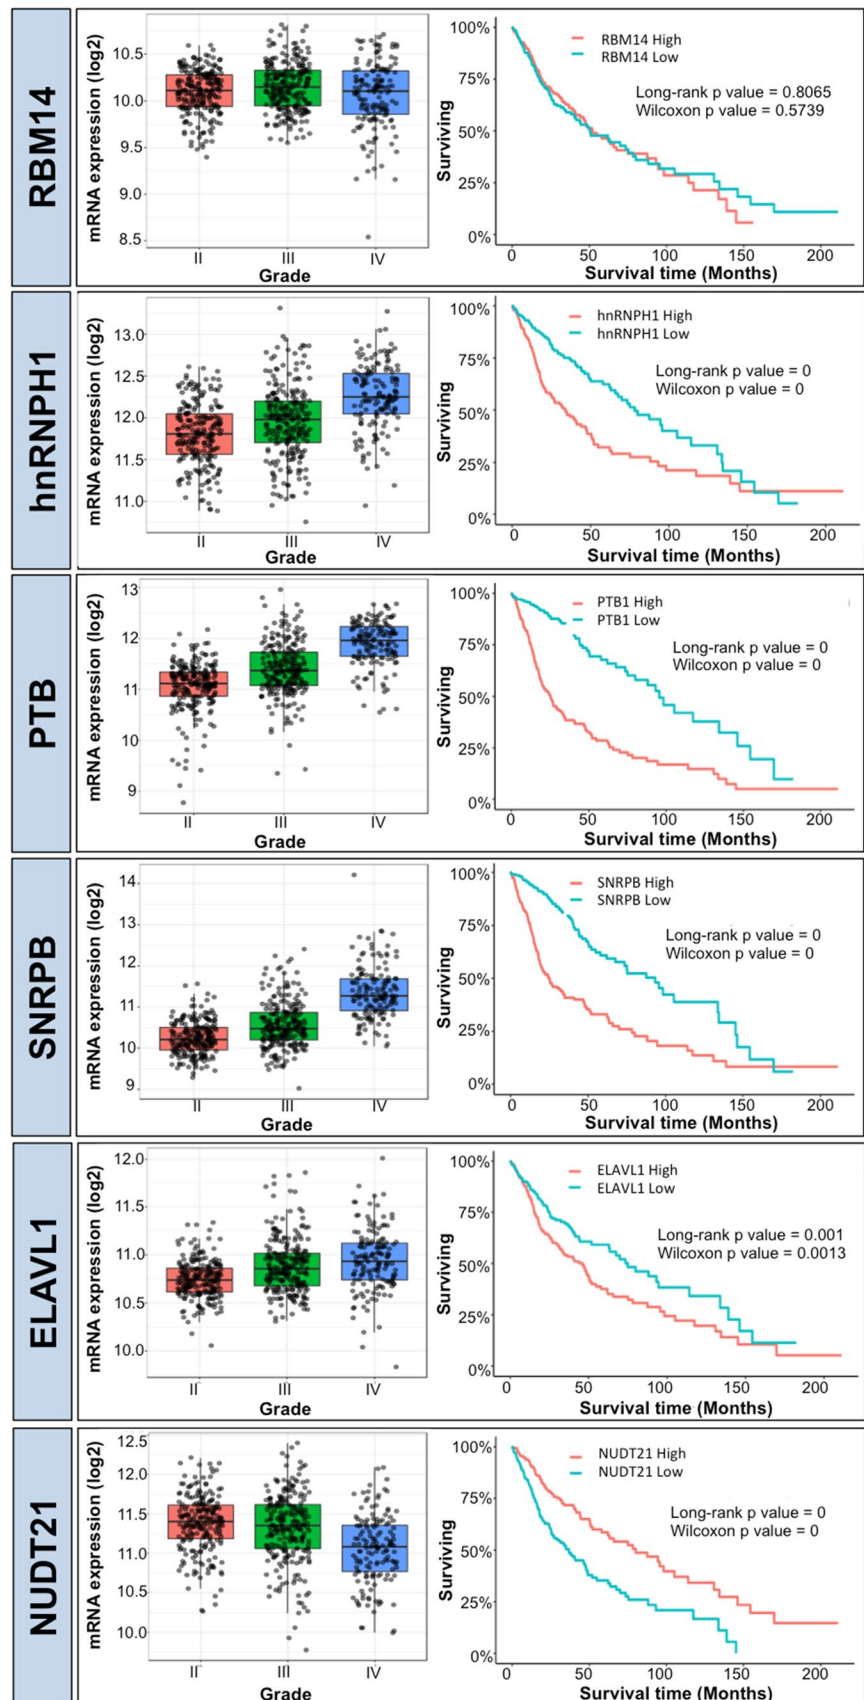 RBM14
mRNA expression (log2)
10.5
10.0
9.5
9.0
8.5
II III IV
Grade
Surviving
100%
75%
50%
25%
0%
RBM14 High
RBM14 Low
Long-rank p value = 0.8065
Wilcoxon p value = 0.5739
0 50 100 150 200
Survival time (Months)
hnRNPH1
mRNA expression (log2)
13.0
12.5
12.0
11.5
11.0
II III IV
Grade
Surviving
100%
75%
50%
25%
0%
hnRNPH1 High
hnRNPH1 Low
Long-rank p value = 0
Wilcoxon p value = 0
0 50 100 150 200
Survival time (Months)
PTB
mRNA expression (log2)
13
12
11
10
9
II III IV
Grade
Surviving
100%
75%
50%
25%
0%
PTB1 High
PTB1 Low
Long-rank p value = 0
Wilcoxon p value = 0
0 50 100 150 200
Survival time (Months)
SNRPB
mRNA expression (log2)
14
13
12
11
10
9
II III IV
Grade
Surviving
100%
75%
50%
25%
0%
SNRPB High
SNRPB Low
Long-rank p value = 0
Wilcoxon p value = 0
0 50 100 150 200
Survival time (Months)
ELAVL1
mRNA expression (log2)
12.0
11.5
11.0
10.5
10.0
II III IV
Grade
Surviving
100%
75%
50%
25%
0%
ELAVL1 High
ELAVL1 Low
Long-rank p value = 0.001
Wilcoxon p value = 0.0013
0 50 100 150 200
Survival time (Months)
NUDT21
mRNA expression (log2)
12.5
12.0
11.5
11.0
10.5
10.0
II III IV
Grade
Surviving
100%
75%
50%
25%
0%
NUDT21 High
NUDT21 Low
Long-rank p value = 0
Wilcoxon p value = 0
0 50 100 150 200
Survival time (Months)